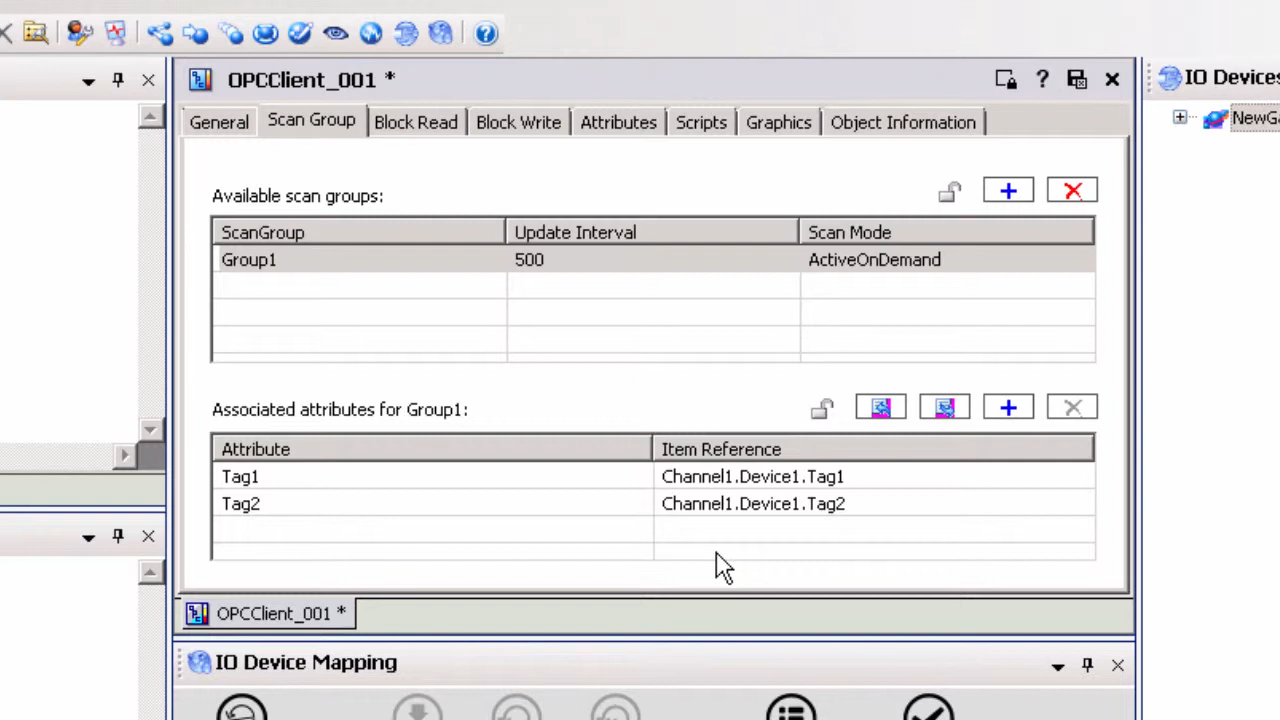 OPCClient_001 *
IO Devices
General Scan Group Block Read Block Write Attributes Scripts Graphics Object Information
Available scan groups:
ScanGroup Update Interval Scan Mode
Group1 500 ActiveOnDemand
Associated attributes for Group1:
Attribute Item Reference
Tag1 Channel1.Device1.Tag1
Tag2 Channel1.Device1.Tag2
OPCClient_001 *
IO Device Mapping